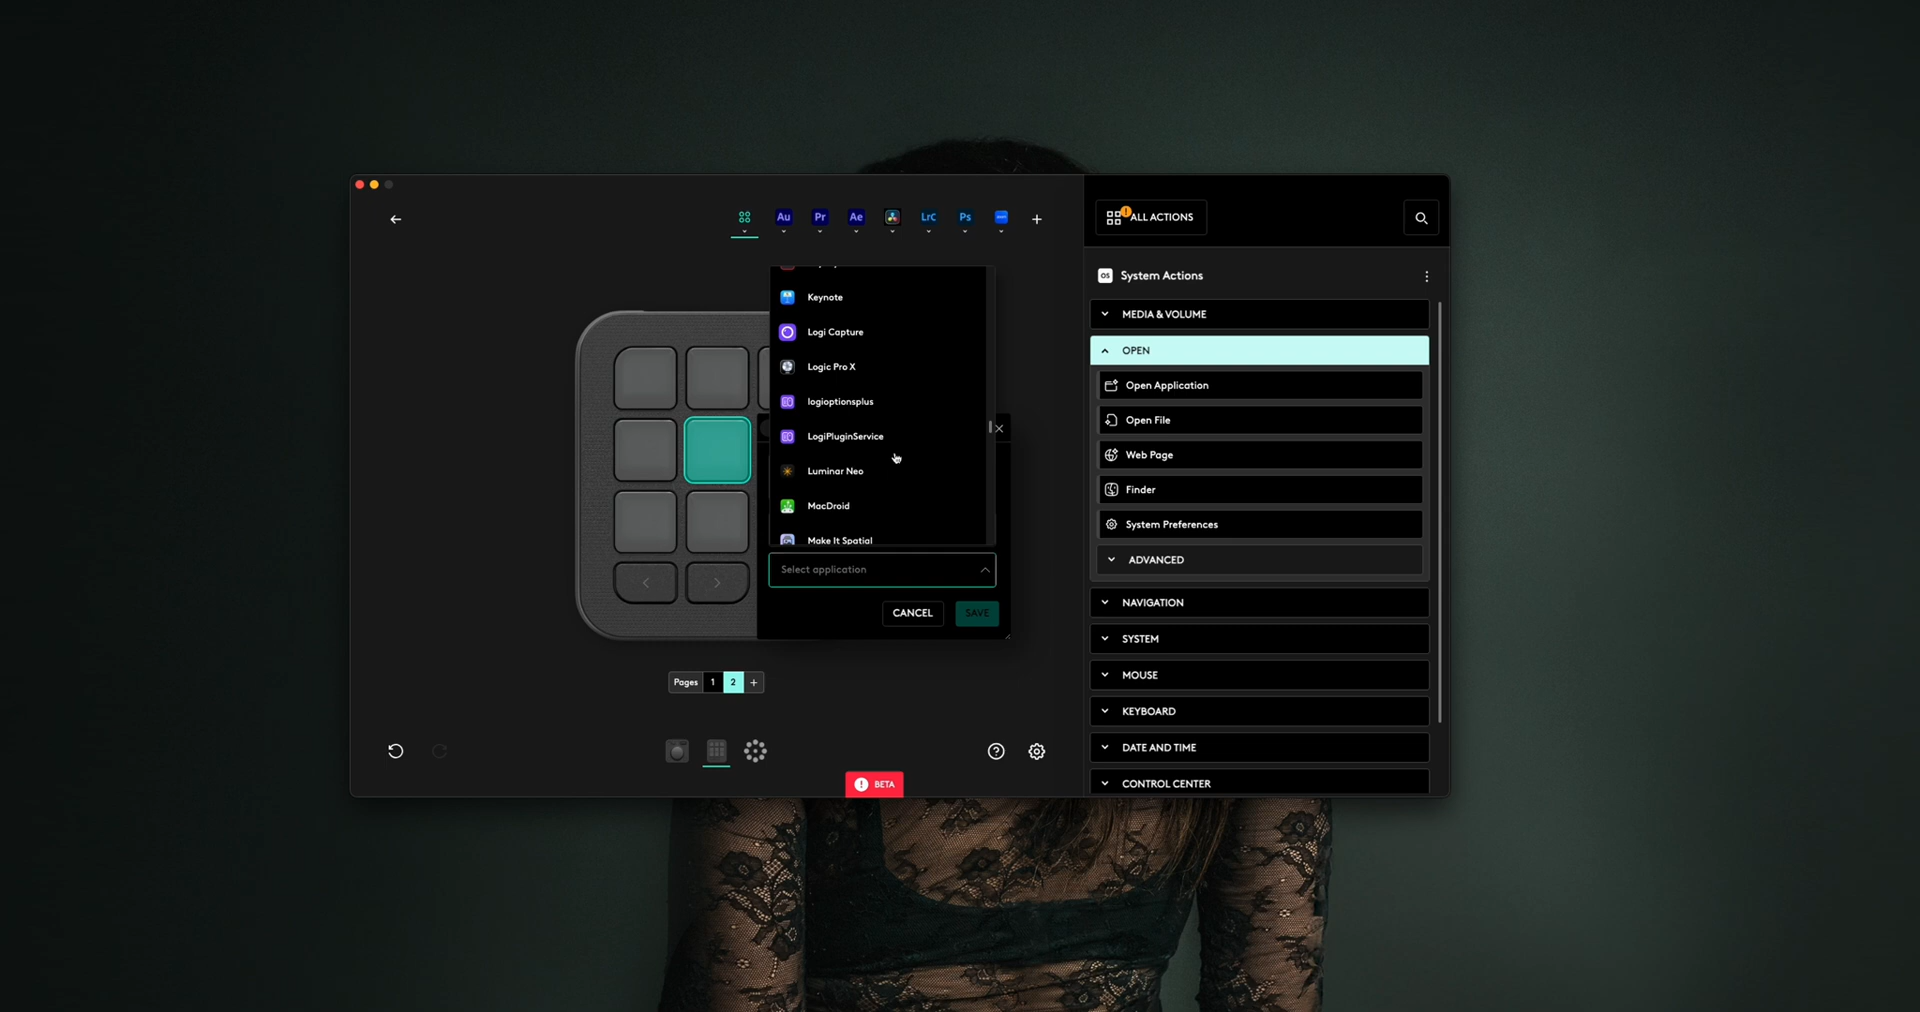 Au
Pr
Ae
LrC
Ps
ALL ACTIONS
os
System Actions
MEDIA & VOLUME
OPEN
Open Application
Open File
Web Page
Finder
System Preferences
ADVANCED
NAVIGATION
SYSTEM
MOUSE
KEYBOARD
DATE AND TIME
CONTROL CENTER
Keynote
Logi Capture
Logic Pro X
logioptionsplus
LogiPluginService
Luminar Neo
MacDroid
Make It Spatial
Select application
CANCEL
SAVE
Pages 1 2 +
BETA